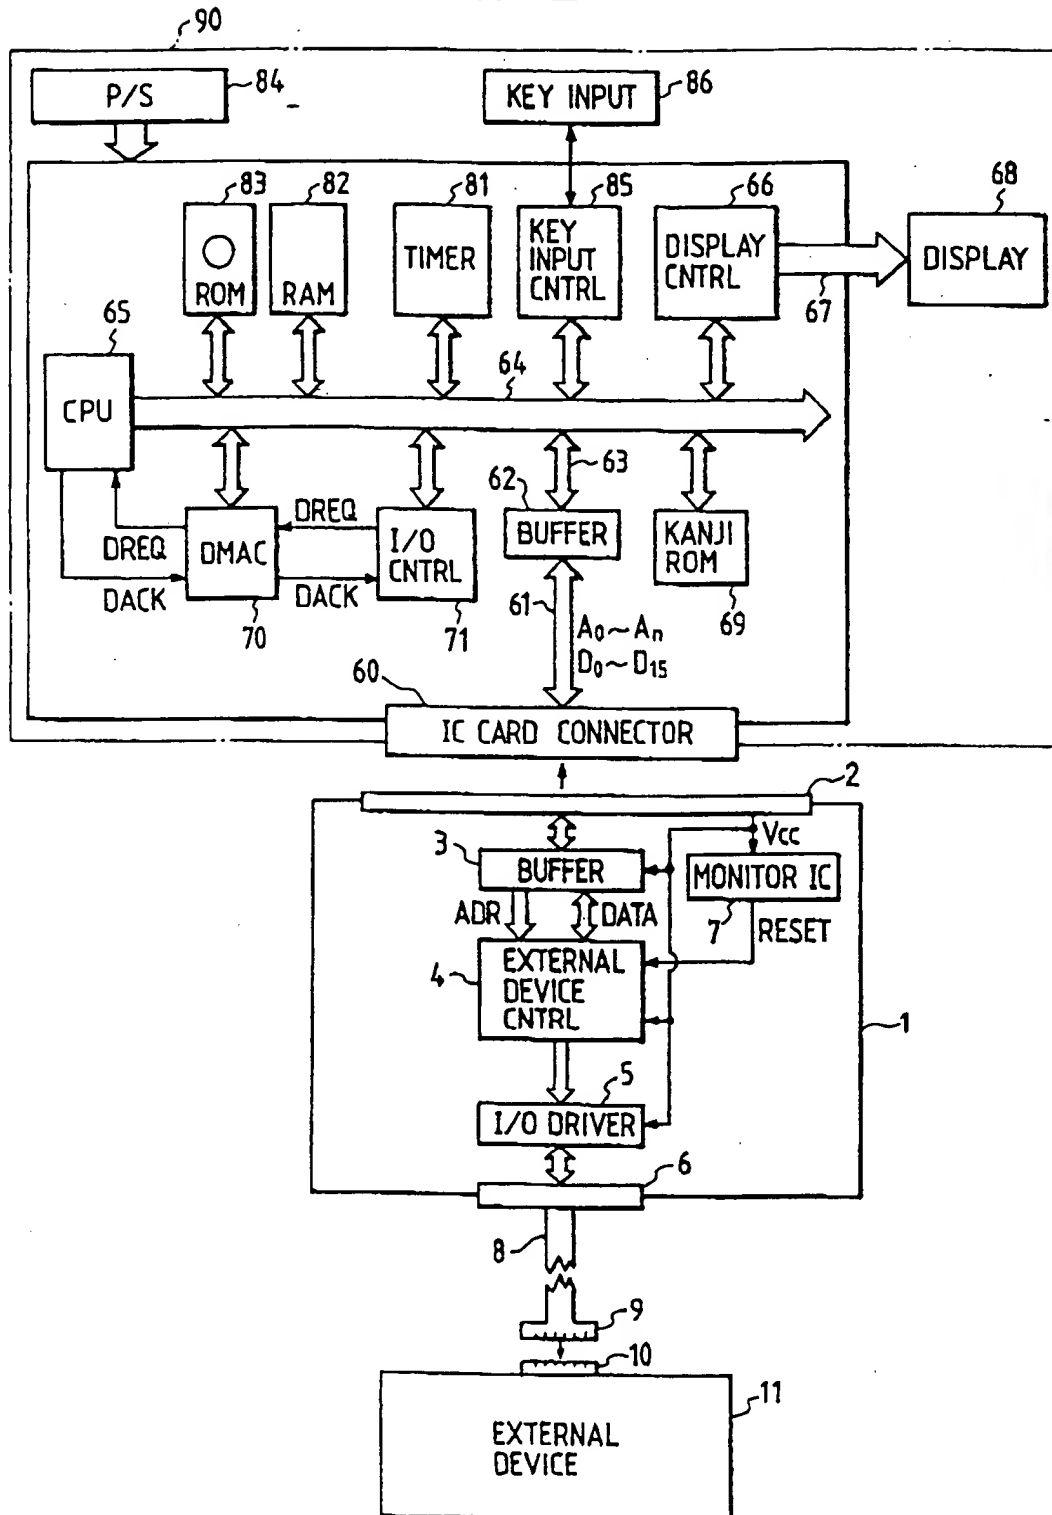 90
P/S
84
KEY INPUT
86
83
82
81
85
66
68
ROM
RAM
TIMER
KEY
INPUT
CNTRL
DISPLAY
CNTRL
67
DISPLAY
65
CPU
64
63
62
BUFFER
KANJI
ROM
69
DREQ
DACK
DMAC
70
DREQ
DACK
I/O
CNTRL
71
61
A0~An
D0~D15
60
IC CARD CONNECTOR
2
Vcc
3
BUFFER
MONITOR IC
7
RESET
ADR
DATA
4
EXTERNAL
DEVICE
CNTRL
1
5
I/O DRIVER
6
8
9
10
11
EXTERNAL
DEVICE